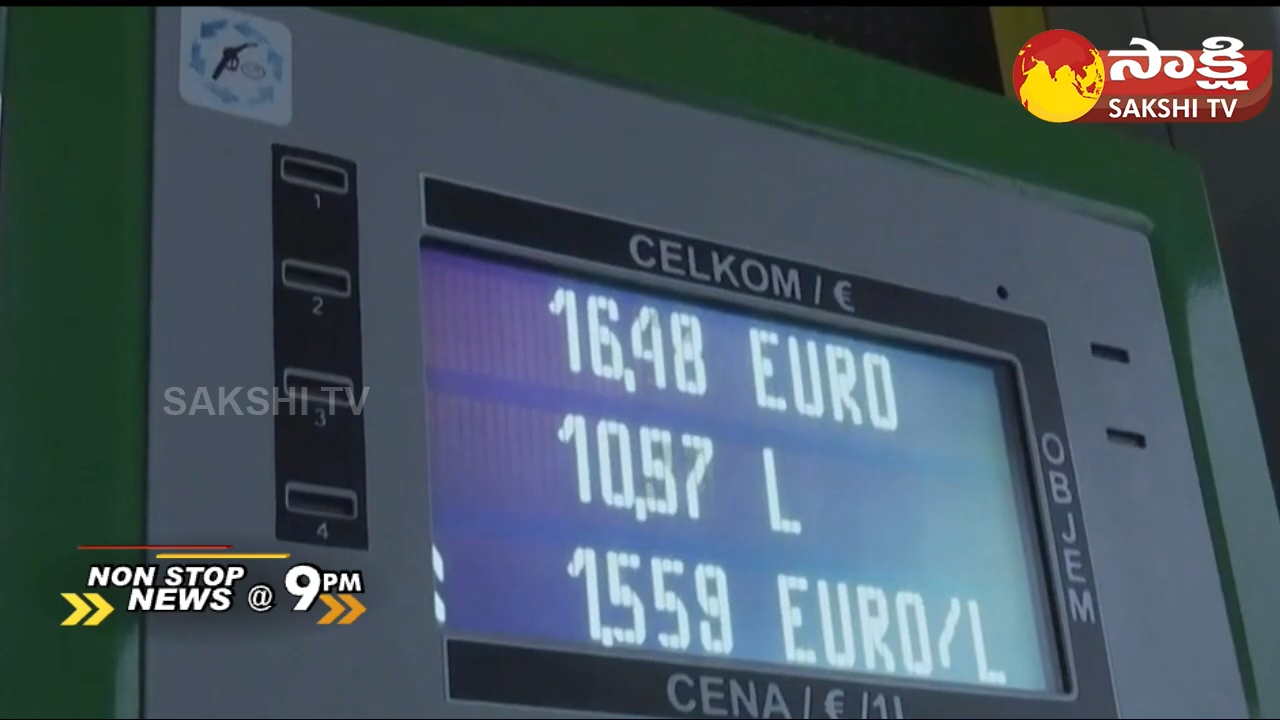 సాక్షి
SAKSHI TV
1
CELKOM / €
2
16,48 EURO
SAKSHI TV
3
10,57 L
OBJEM
4
NON STOP
NEWS @ 9PM
1,559 EURO/L
CENA / € /1L